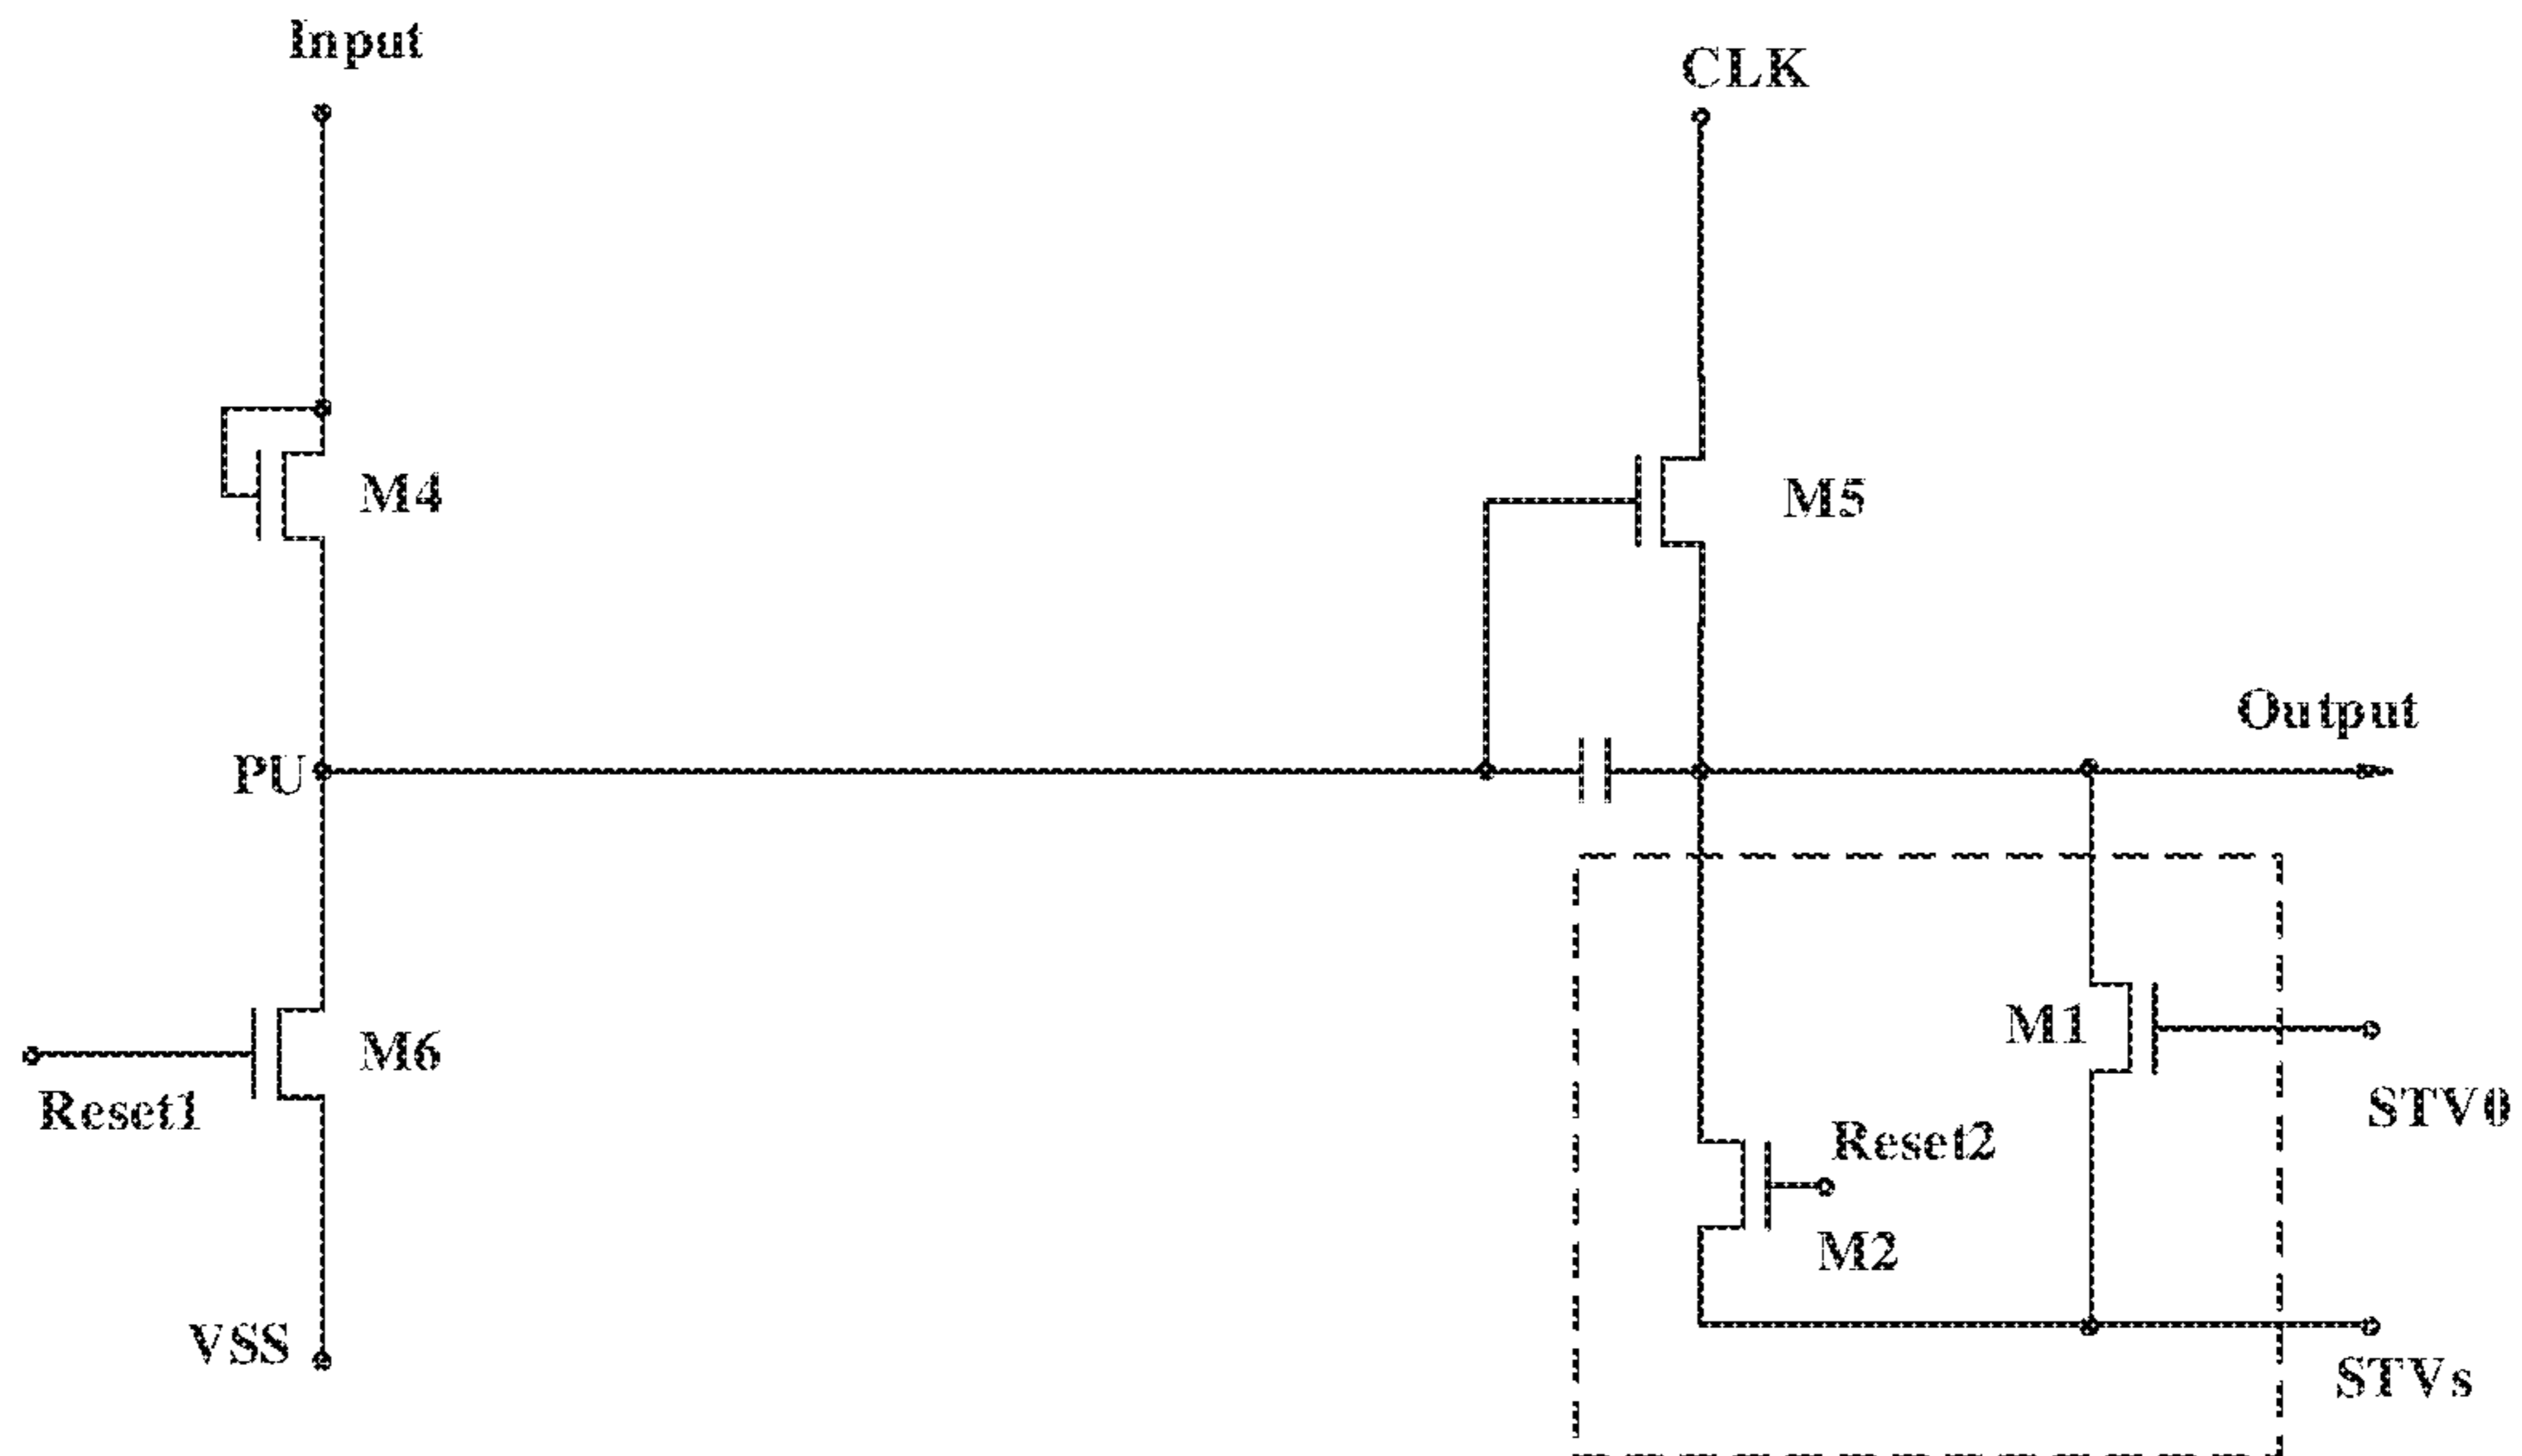 Input
CLK
M4
M5
Output
PU
M1
M6
Reset1
STV0
Reset2
M2
VSS
STVs